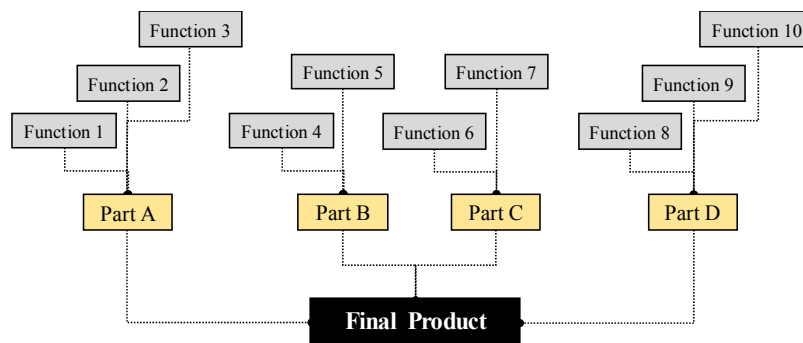 Function 3
Function 10
Function 5
Function 7
Function 2
Function 9
Function 1
Function 4
Function 6
Function 8
Part A
Part B
Part C
Part D
Final Product